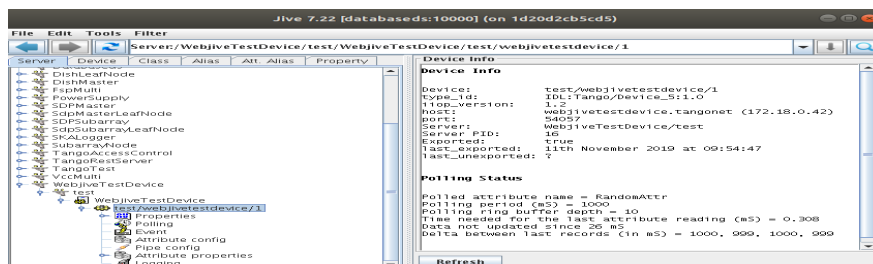 Jive 7.22 [databaseds:10000] (on 1d20d2cb5cd5)
File Edit Tools Filter
Server:/WebjiveTestDevice/test/WebjiveTestDevice/test/webjivetestdevice/1
Server Device Class Alias Att. Alias Property
DishLeafNode
DishMaster
FspMulti
PowerSupply
SDPMaster
SdpMasterLeafNode
SDPSubarray
SdpSubarrayLeafNode
SKALogger
SubarrayNode
TangoAccessControl
TangoRestServer
TangoTest
VccMulti
WebjiveTestDevice
test
WebjiveTestDevice
test/webjivetestdevice/1
Properties
Polling
Event
Attribute config
Pipe config
Attribute properties
Logging
Device Info
Device Info
Device: test/webjivetestdevice/1
type_id: IDL:Tango/Device_5:1.0
iiop_version: 1.2
host: webjivetestdevice.tangonet (172.18.0.42)
port: 54057
Server: WebjiveTestDevice/test
Server PID: 16
Exported: true
last_exported: 11th November 2019 at 09:54:47
last_unexported: ?
Polling Status
Polled attribute name = RandomAttr
Polling period (mS) = 1000
Polling ring buffer depth = 10
Time needed for the last attribute reading (mS) = 0.308
Data not updated since 26 mS
Delta between last records (in mS) = 1000, 999, 1000, 999
Refresh